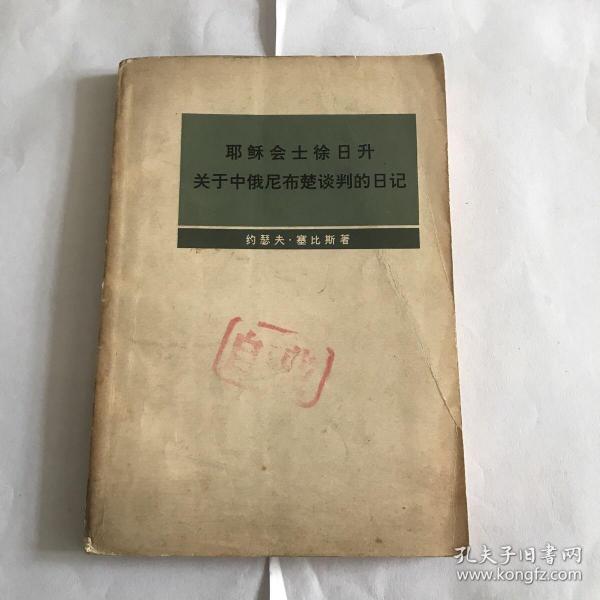 耶稣会士徐日升
关于中俄尼布楚谈判的日记
约瑟夫·塞比斯著
孔夫子旧書网
www.kongfz.com